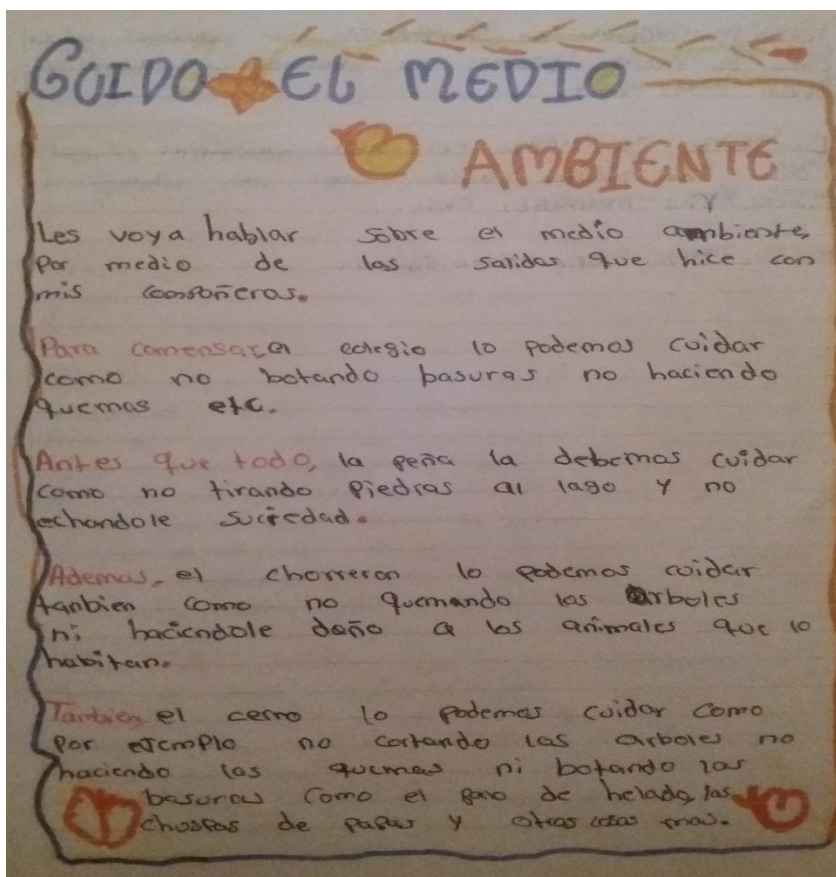 GUIDO EL MEDIO
AMBIENTE
Les voy a hablar sobre el medio ambiente,
por medio de las salidas que hice con
mis compañeros.
Para comensar el colegio lo podemos cuidar
como no botando basuras no haciendo
quemas etc.
Antes que todo, la peña la debemos cuidar
como no tirando piedras al lago y no
echandole suciedad.
Ademas, el chorreron lo podemos cuidar
tanbien como no quemando los arboles
ni haciendole daño a los animales que lo
habitan.
Tanbien el cerro lo podemos cuidar como
por ejemplo no cortando los arboles no
haciendo las quemas ni botando las
basuras como el de helado, las
chuspas de papas y otras cosas mas.